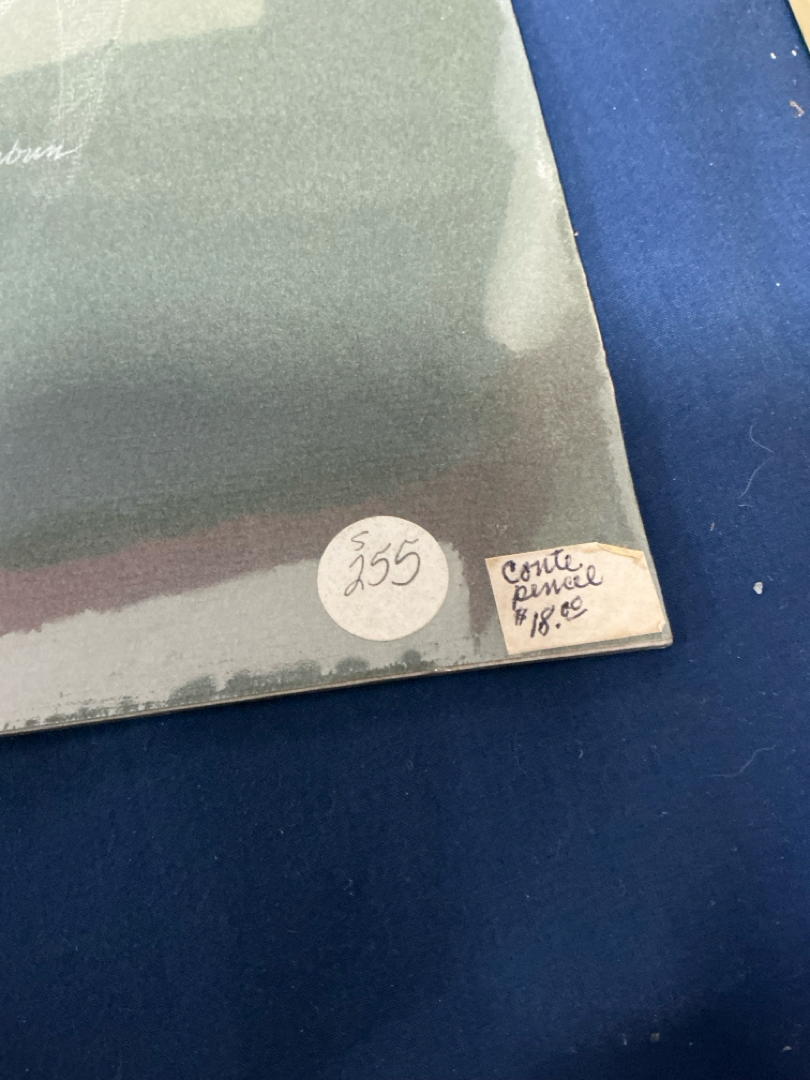 S
255
Conte
pencil
$18.00